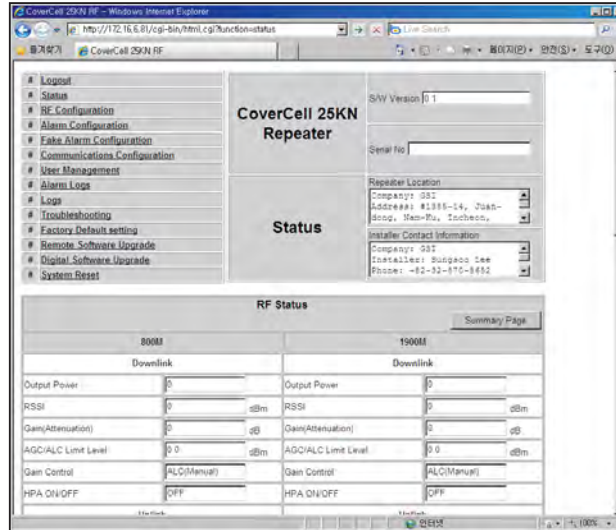 CoverCell 25KN RF - Windows Internet Explorer
http://172.16.6.81/cgi-bin/html.cgi?function=status
Live Search
즐겨찾기 CoverCell 25KN RF 페이지(P) 안전(S) 도구(O)
# Logout
# Status
# RF Configuration
# Alarm Configuration
# Fake Alarm Configuration
# Communications Configuration
# User Management
# Alarm Logs
# Logs
# Troubleshooting
# Factory Default setting
# Remote Software Upgrade
# Digital Software Upgrade
# System Reset
CoverCell 25KN
Repeater
S/W Version 0.1
Serial No
Status
Repeater Location
Company: GSI
Address: #1385-14, Juan-
dong, Nam-Ku, Incheon,
Installer Contact Information
Company: GSI
Installer: Sungsoo Lee
Phone: +82-32-870-8652
RF Status
Summary Page
800M 1900M
Downlink Downlink
Output Power 0 Output Power 0
RSSI 0 dBm RSSI 0 dBm
Gain(Attenuation) 0 dB Gain(Attenuation) 0 dB
AGC/ALC Limit Level 0.0 dBm AGC/ALC Limit Level 0.0 dBm
Gain Control ALC(Manual) Gain Control ALC(Manual)
HPA ON/OFF OFF HPA ON/OFF OFF
Uplink Uplink
인터넷 100%